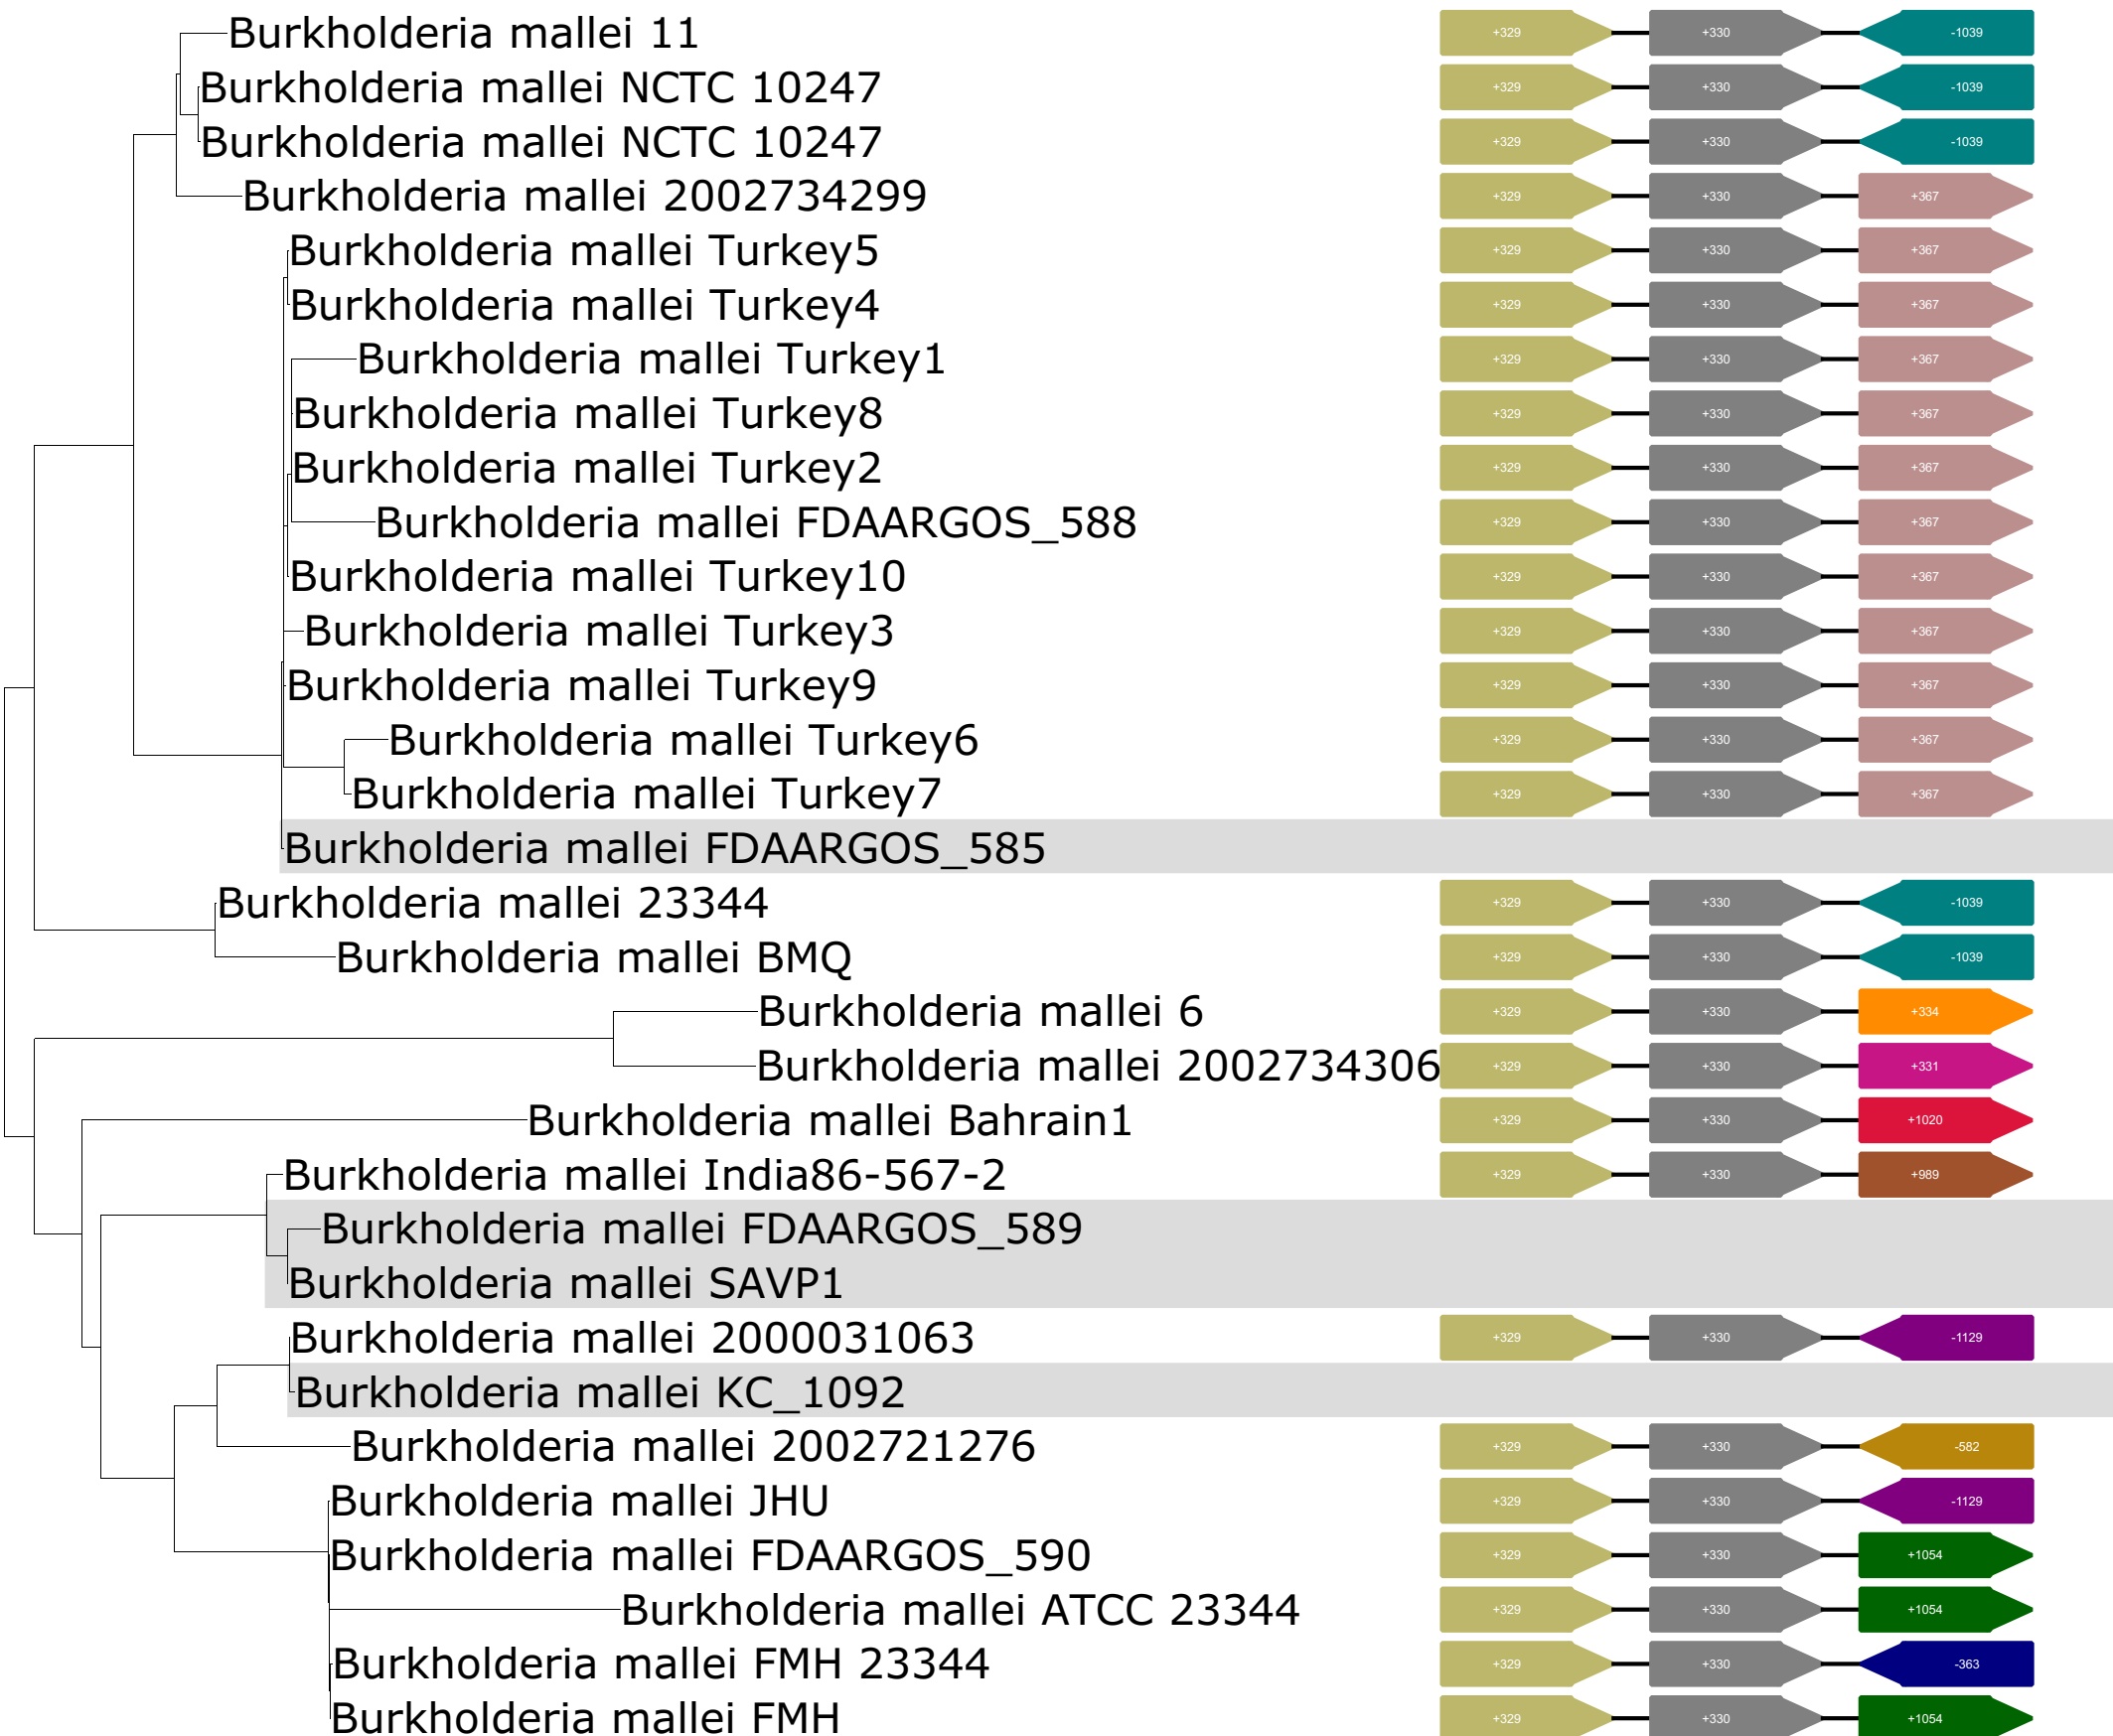 Burkholderia mallei 11 +329 +330 -1039
Burkholderia mallei NCTC 10247 +329 +330 -1039
Burkholderia mallei NCTC 10247 +329 +330 -1039
Burkholderia mallei 2002734299 +329 +330 +367
Burkholderia mallei Turkey5 +329 +330 +367
Burkholderia mallei Turkey4 +329 +330 +367
Burkholderia mallei Turkey1 +329 +330 +367
Burkholderia mallei Turkey8 +329 +330 +367
Burkholderia mallei Turkey2 +329 +330 +367
Burkholderia mallei FDAARGOS_588 +329 +330 +367
Burkholderia mallei Turkey10 +329 +330 +367
Burkholderia mallei Turkey3 +329 +330 +367
Burkholderia mallei Turkey9 +329 +330 +367
Burkholderia mallei Turkey6 +329 +330 +367
Burkholderia mallei Turkey7 +329 +330 +367
Burkholderia mallei FDAARGOS_585
Burkholderia mallei 23344 +329 +330 -1039
Burkholderia mallei BMQ +329 +330 -1039
Burkholderia mallei 6 +329 +330 +334
Burkholderia mallei 2002734306 +329 +330 +331
Burkholderia mallei Bahrain1 +329 +330 +1020
Burkholderia mallei India86-567-2 +329 +330 +989
Burkholderia mallei FDAARGOS_589
Burkholderia mallei SAVP1
Burkholderia mallei 2000031063 +329 +330 -1129
Burkholderia mallei KC_1092
Burkholderia mallei 2002721276 +329 +330 -582
Burkholderia mallei JHU +329 +330 -1129
Burkholderia mallei FDAARGOS_590 +329 +330 +1054
Burkholderia mallei ATCC 23344 +329 +330 +1054
Burkholderia mallei FMH 23344 +329 +330 -363
Burkholderia mallei FMH +329 +330 +1054